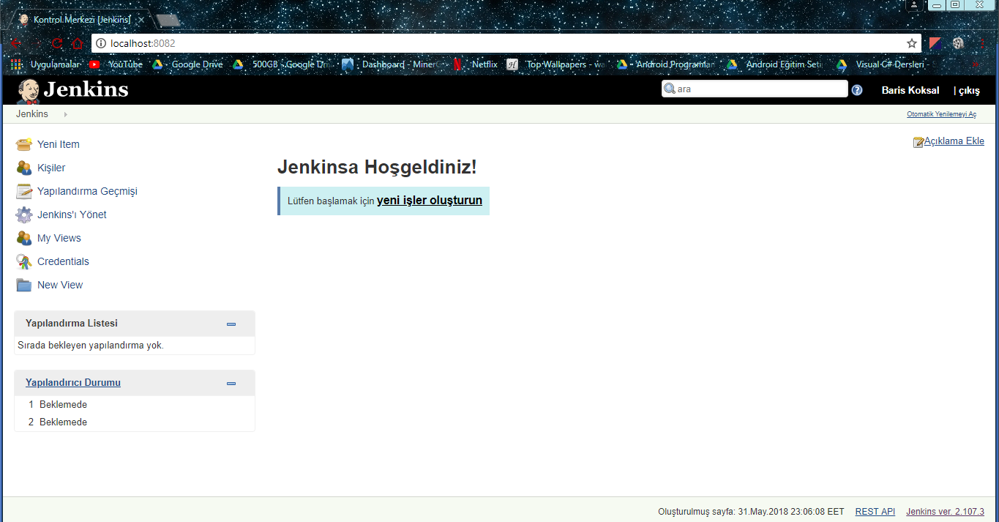 Kontrol Merkezi [Jenkins]
localhost:8082
Uygulamalar YouTube Google Drive 500GB - Google Dri Dashboard - Miner Netflix Top Wallpapers - wa - Android Programlan Android Eğitim Seti Visual C# Dersleri -
Jenkins ara Baris Koksal | çıkış
Jenkins Otomatik Yenilemeyi Aç
Açıklama Ekle
Yeni Item
Kişiler
Yapılandırma Geçmişi
Jenkins'ı Yönet
My Views
Credentials
New View
Jenkinsa Hoşgeldiniz!
Lütfen başlamak için yeni işler oluşturun
Yapılandırma Listesi
Sırada bekleyen yapılandırma yok.
Yapılandırıcı Durumu
1 Beklemede
2 Beklemede
Oluşturulmuş sayfa: 31.May.2018 23:06:08 EET REST API Jenkins ver. 2.107.3